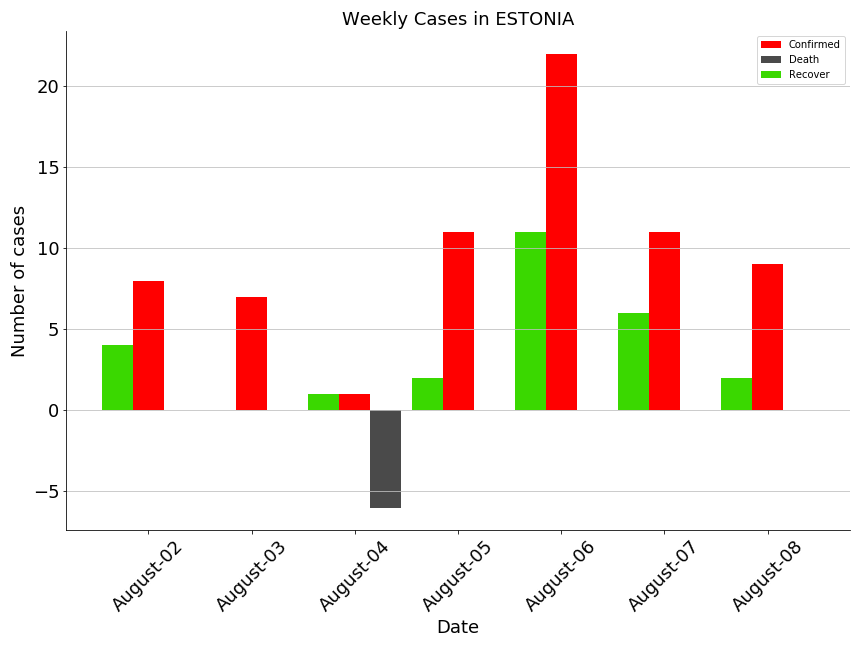 Weekly Cases in ESTONIA
Confirmed
Death
Recover
Number of cases
20
15
10
5
0
−5
August-02
August-03
August-04
August-05
August-06
August-07
August-08
Date